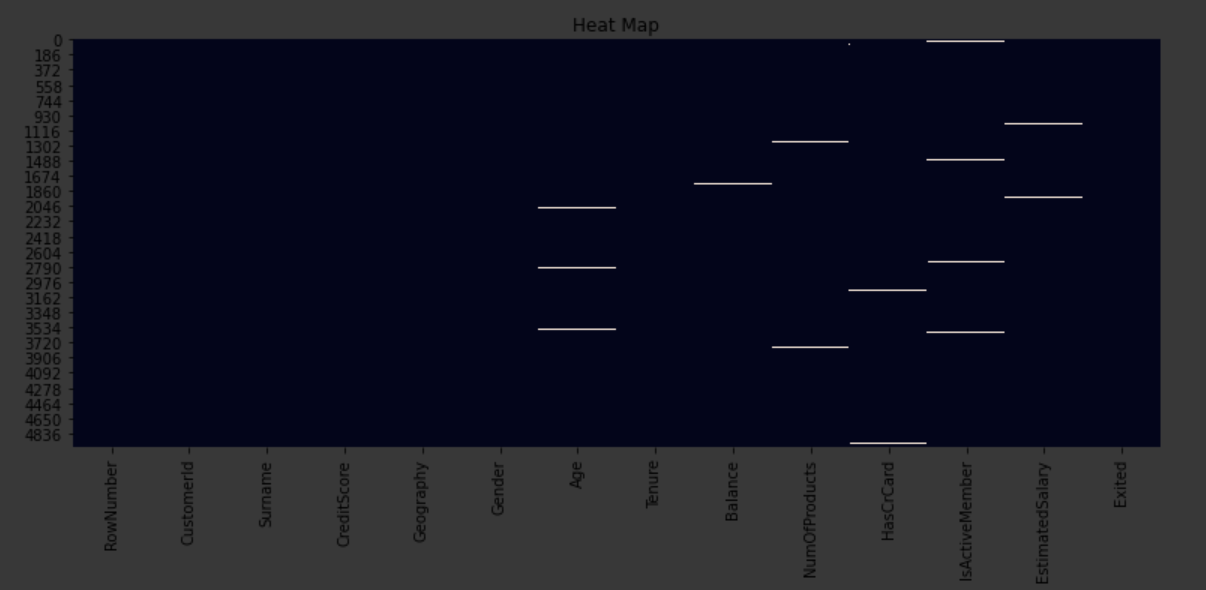 Heat Map
0
186
372
558
744
930
1116
1302
1488
1674
1860
2046
2232
2418
2604
2790
2976
3162
3348
3534
3720
3906
4092
4278
4464
4650
4836
RowNumber
CustomerId
Surname
CreditScore
Geography
Gender
Age
Tenure
Balance
NumOfProducts
HasCrCard
IsActiveMember
EstimatedSalary
Exited